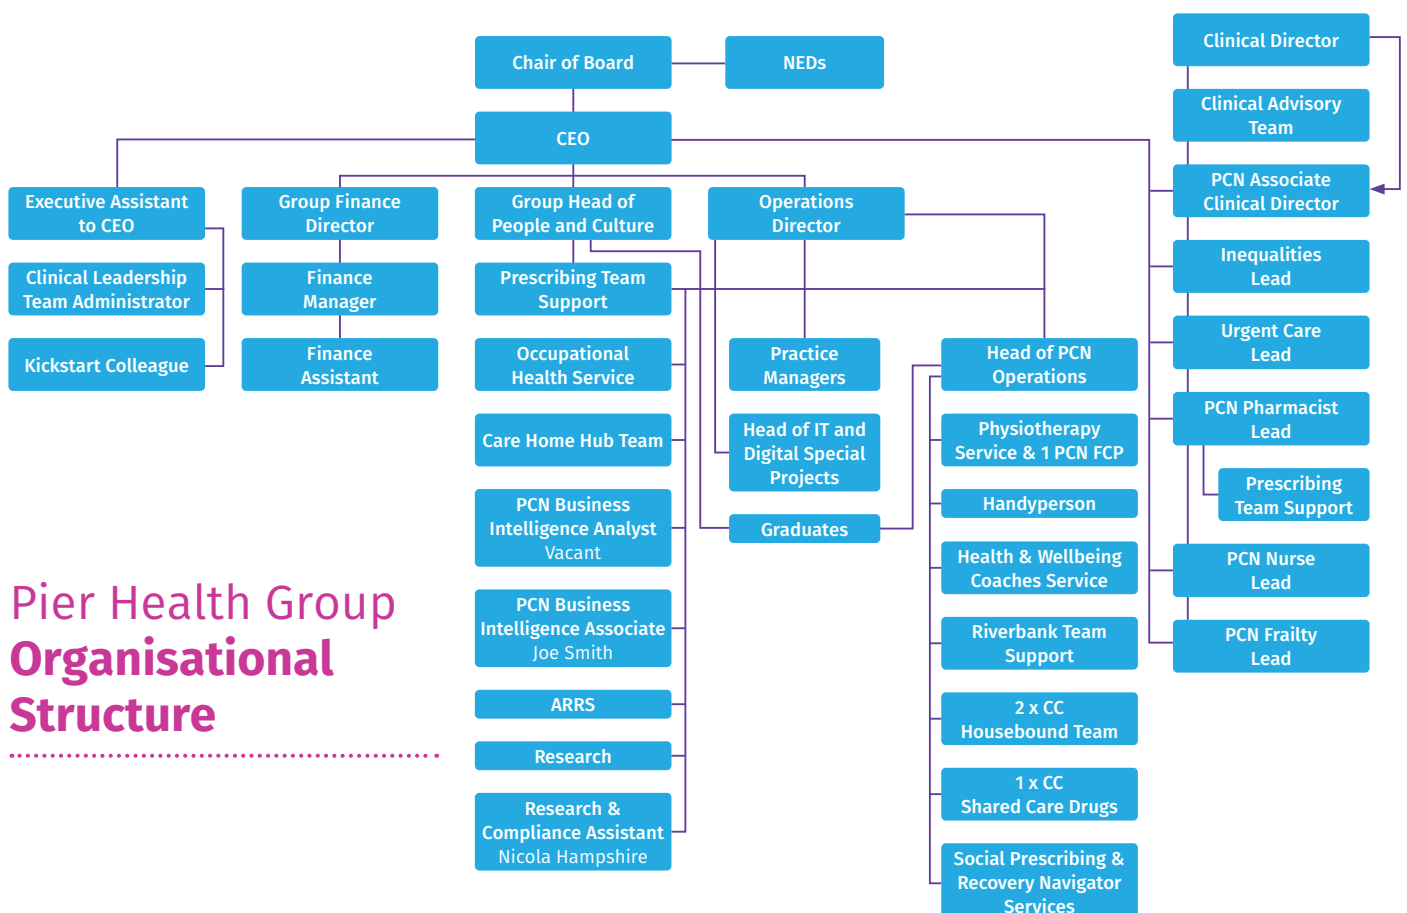 Chair of Board
NEDs
CEO
Executive Assistant
to CEO
Clinical Leadership
Team Administrator
Kickstart Colleague
Group Finance
Director
Finance
Manager
Finance
Assistant
Group Head of
People and Culture
Prescribing Team
Support
Occupational
Health Service
Care Home Hub Team
PCN Business
Intelligence Analyst
Vacant
PCN Business
Intelligence Associate
Joe Smith
ARRS
Research
Research &
Compliance Assistant
Nicola Hampshire
Operations
Director
Practice
Managers
Head of IT and
Digital Special
Projects
Graduates
Head of PCN
Operations
Physiotherapy
Service & 1 PCN FCP
Handyperson
Health & Wellbeing
Coaches Service
Riverbank Team
Support
2 x CC
Housebound Team
1 x CC
Shared Care Drugs
Social Prescribing &
Recovery Navigator
Services
Clinical Director
Clinical Advisory
Team
PCN Associate
Clinical Director
Inequalities
Lead
Urgent Care
Lead
PCN Pharmacist
Lead
Prescribing
Team Support
PCN Nurse
Lead
PCN Frailty
Lead
Pier Health Group
Organisational
Structure